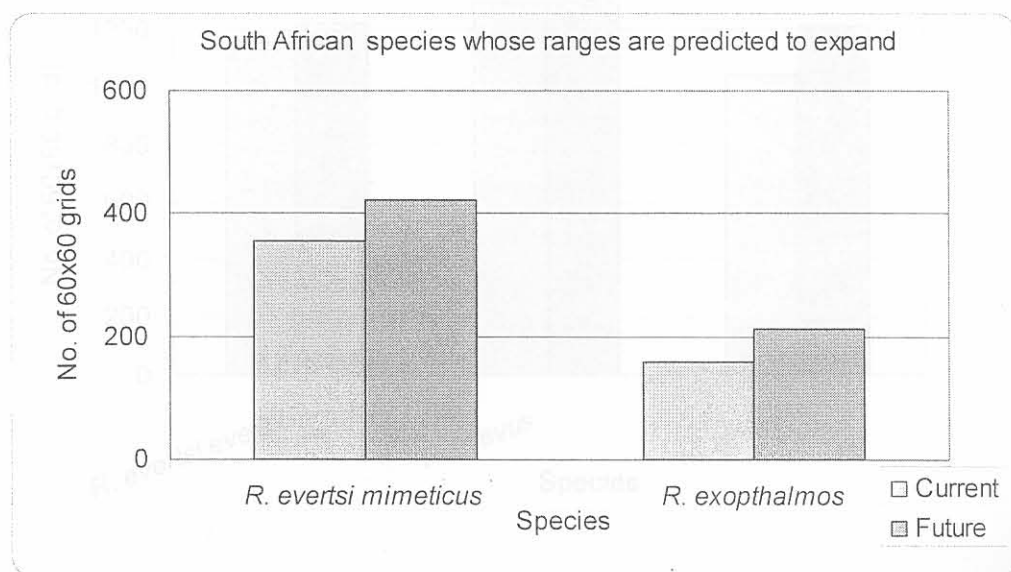 South African species whose ranges are predicted to expand
600
400
200
0
No. of 60x60 grids
R. evertsi mimeticus
R. exopthalmos
Species
Current
Future